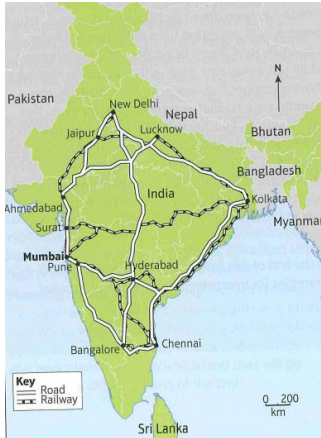 N
New Delhi
Pakistan
Nepal
Jaipur
Lucknow
Bhutan
Bangladesh
India
Kolkata
Ahmedabad
Myanmar
Surat
Mumbai
Pune
Hyderabad
Bangalore
Chennai
Key
Road
Railway
0 200
km
Sri Lanka